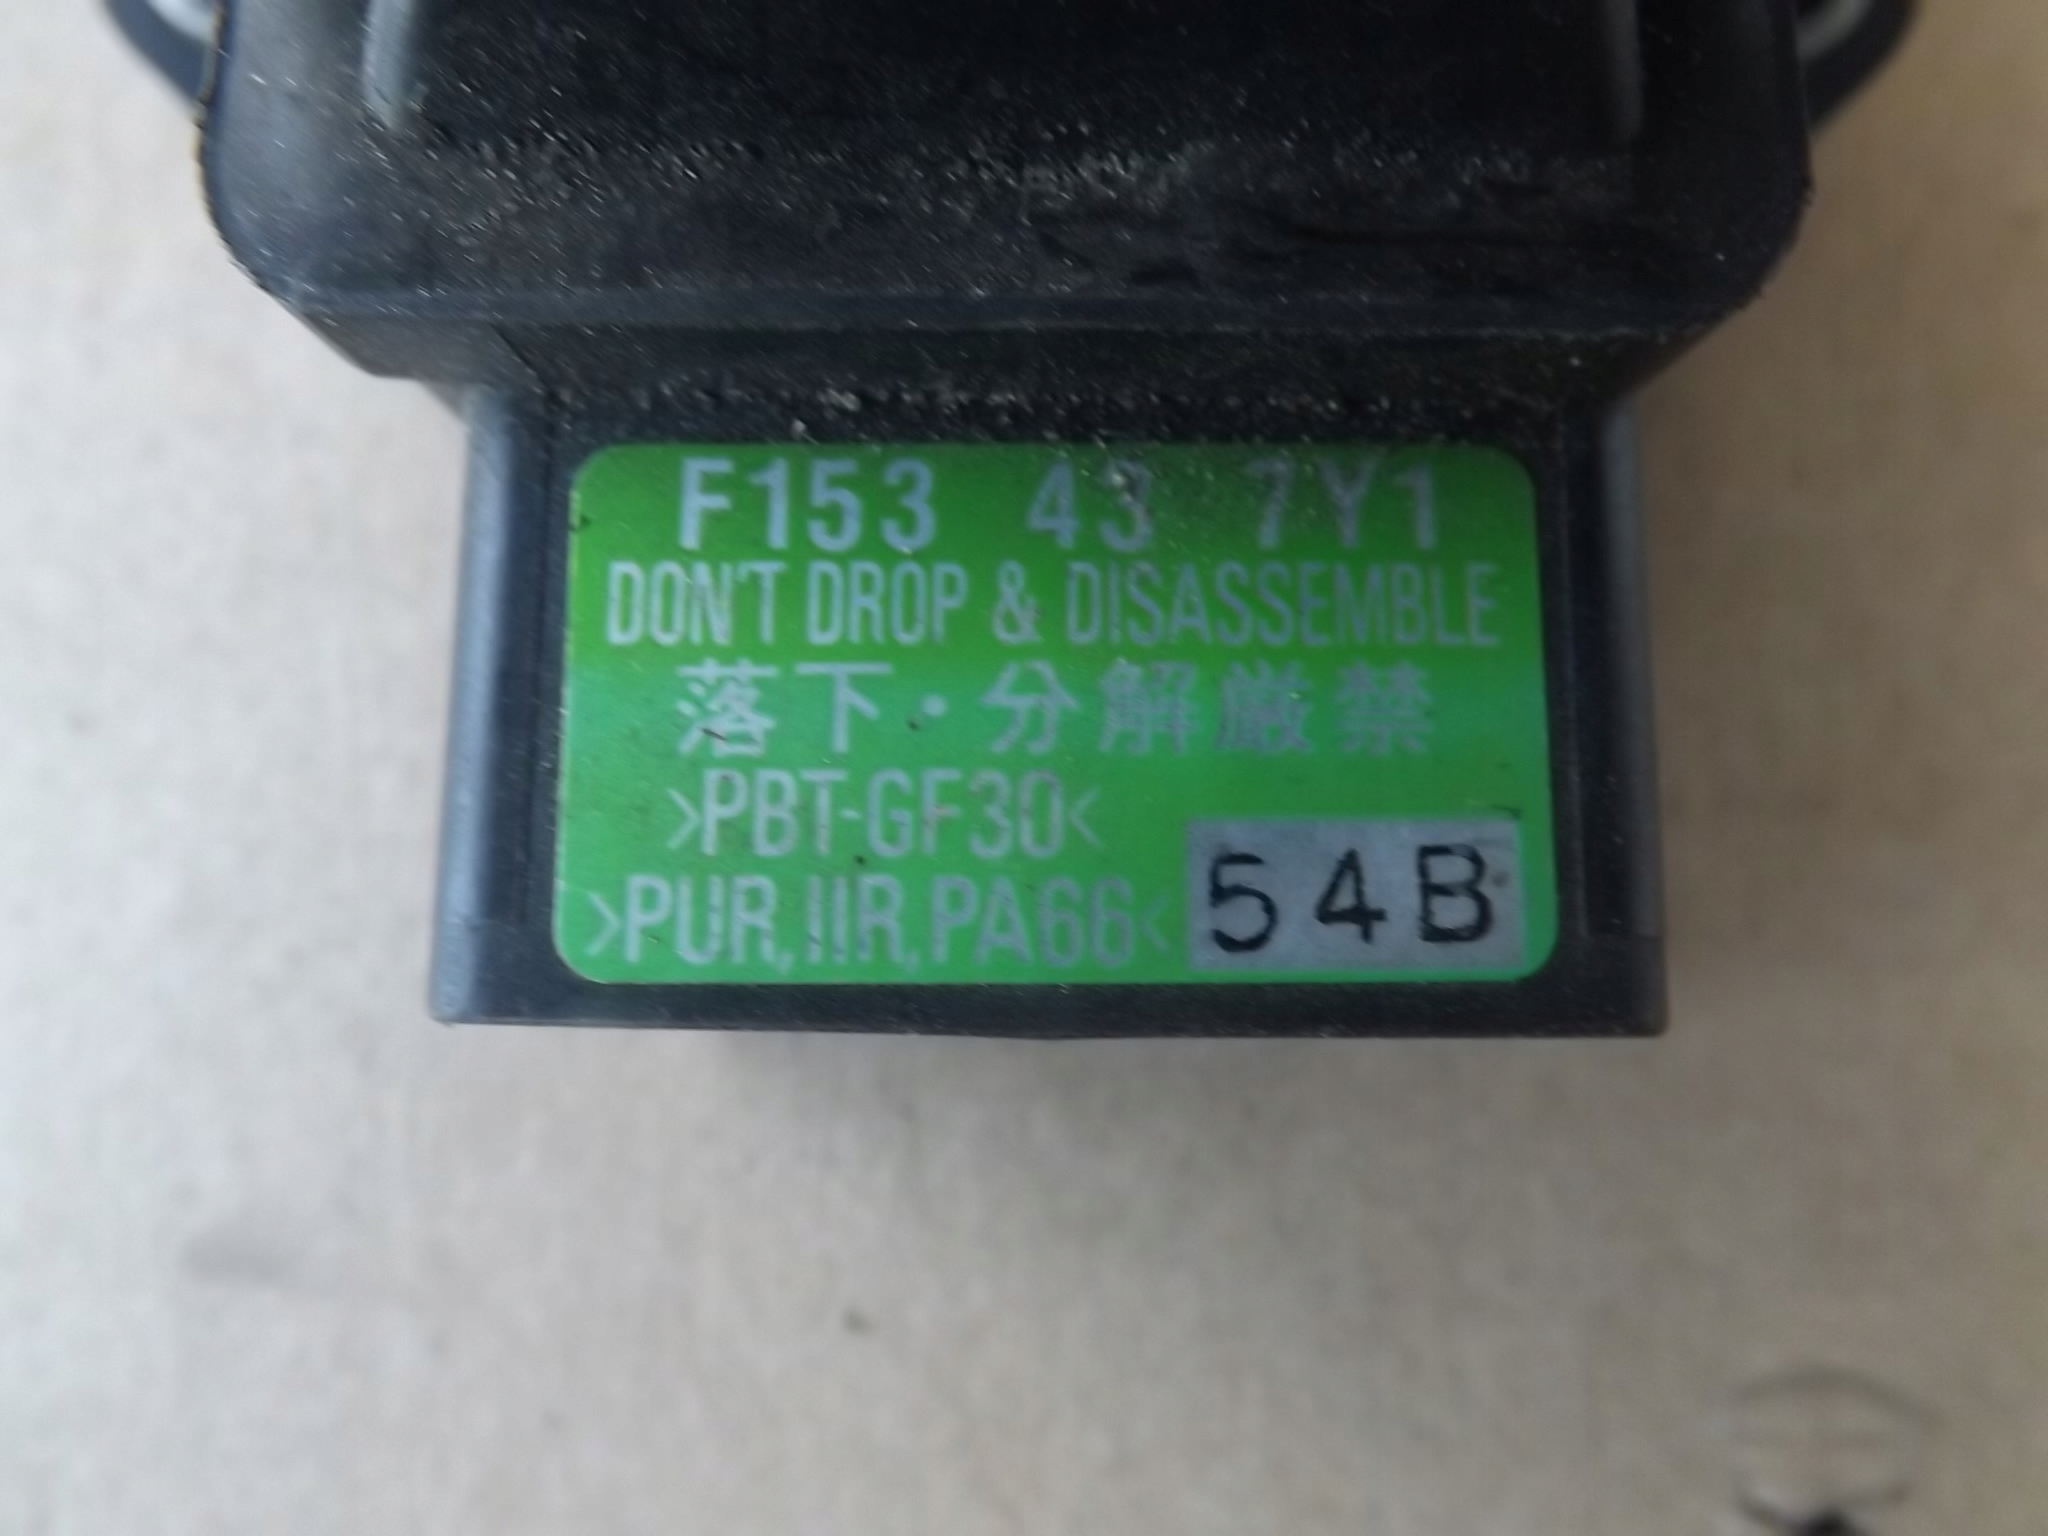 F153 43 7Y1
DON'T DROP & DISASSEMBLE
落下・分解厳禁
>PBT-GF30<
>PUR,IIR,PA66<
54B